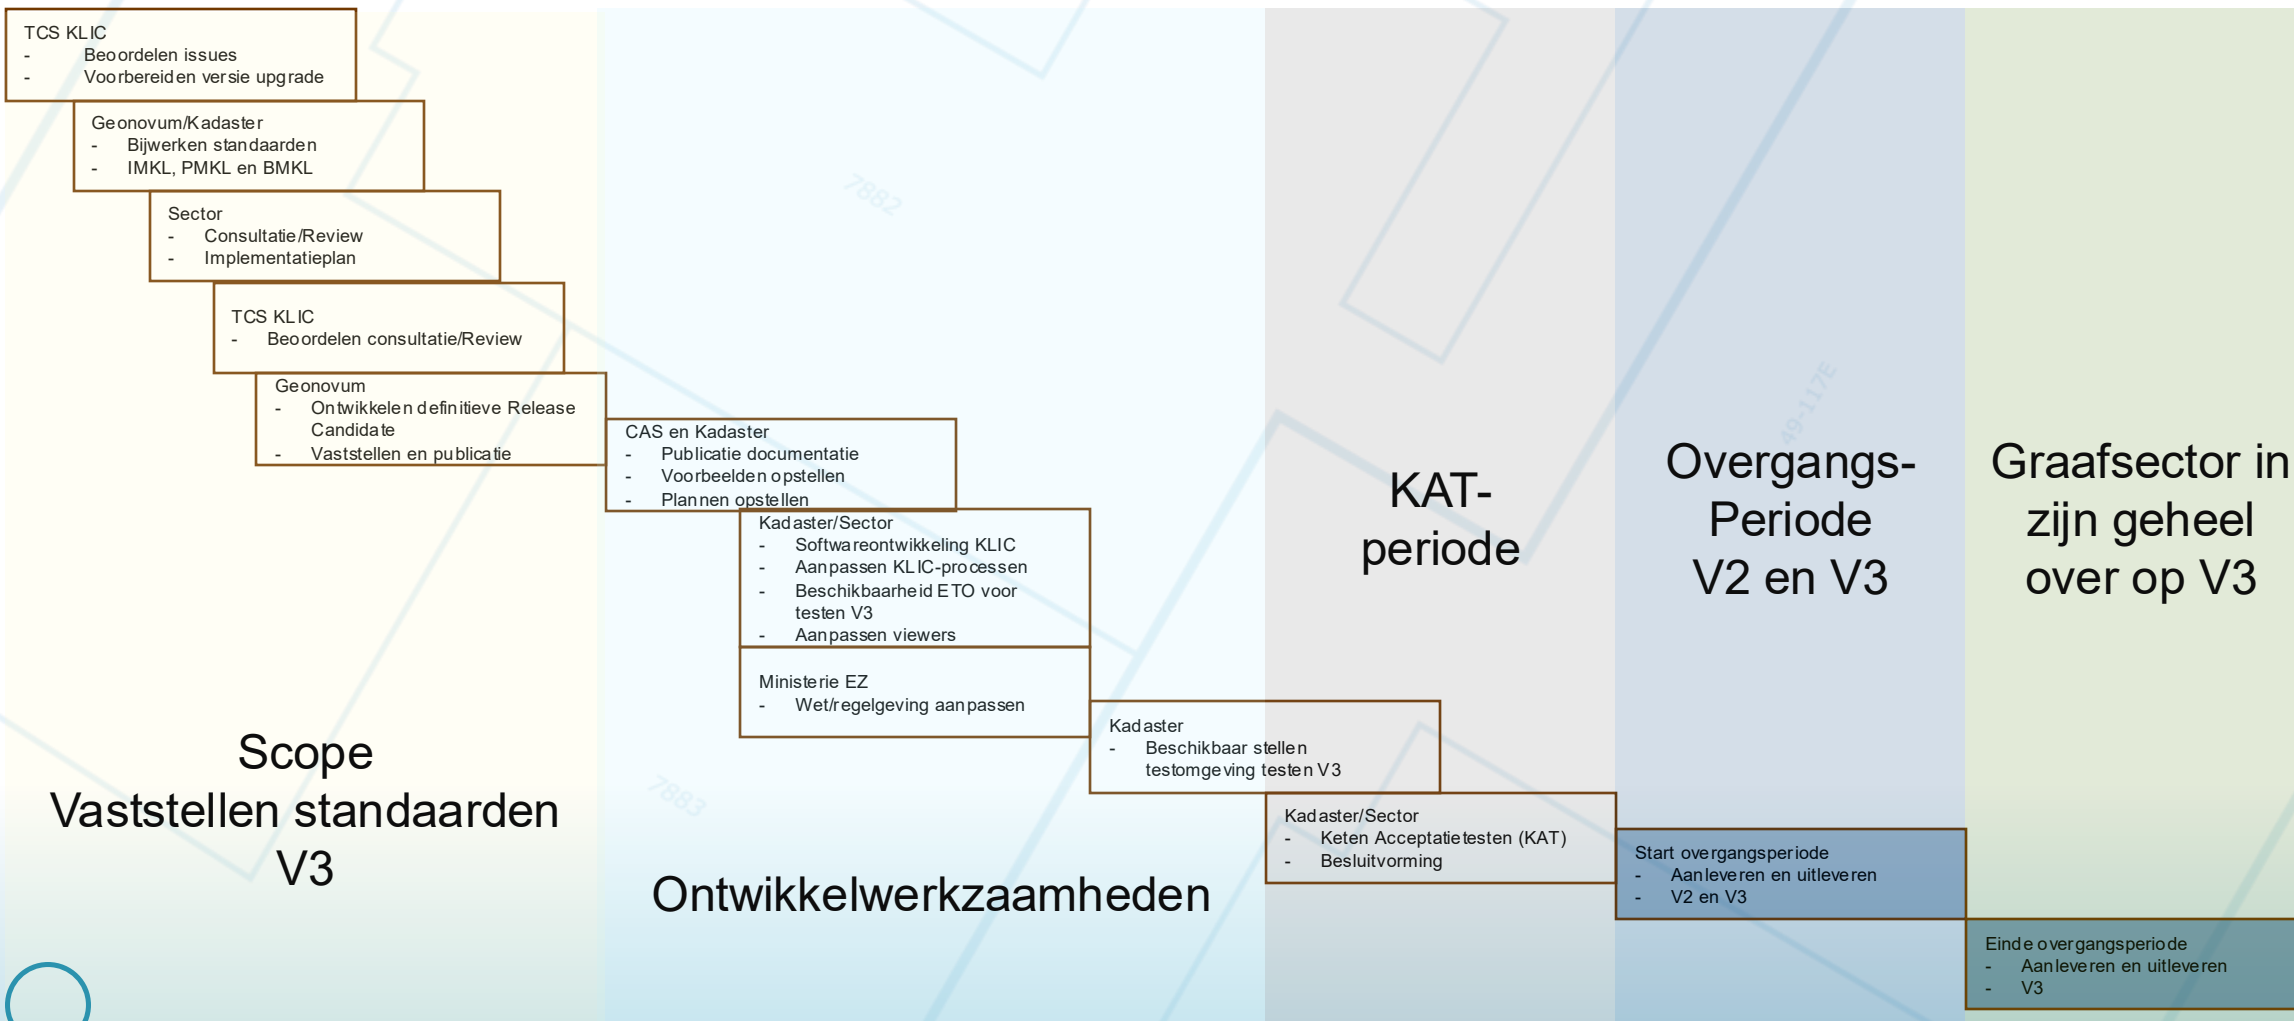 TCS KLIC
- Beoordelen issues
- Voorbereiden versie upgrade
Geonovum/Kadaster
- Bijwerken standaarden
- IMKL, PMKL en BMKL
Sector
- Consultatie/Review
- Implementatieplan
TCS KLIC
- Beoordelen consultatie/Review
Geonovum
- Ontwikkelen definitieve Release
Candidate
- Vaststellen en publicatie
CAS en Kadaster
- Publicatie documentatie
- Voorbeelden opstellen
- Plannen opstellen
Kadaster/Sector
- Softwareontwikkeling KLIC
- Aanpassen KLIC-processen
- Beschikbaarheid ETO voor
testen V3
- Aanpassen viewers
Ministerie EZ
- Wet/regelgeving aanpassen
Kadaster
- Beschikbaar stellen
testomgeving testen V3
Kadaster/Sector
- Keten Acceptatietesten (KAT)
- Besluitvorming
Start overgangsperiode
- Aanleveren en uitleveren
- V2 en V3
Einde overgangsperiode
- Aanleveren en uitleveren
- V3
Scope
Vaststellen standaarden
V3
Ontwikkelwerkzaamheden
KAT-
periode
Overgangs-
Periode
V2 en V3
Graafsector in
zijn geheel
over op V3
7882
7883
49-117E